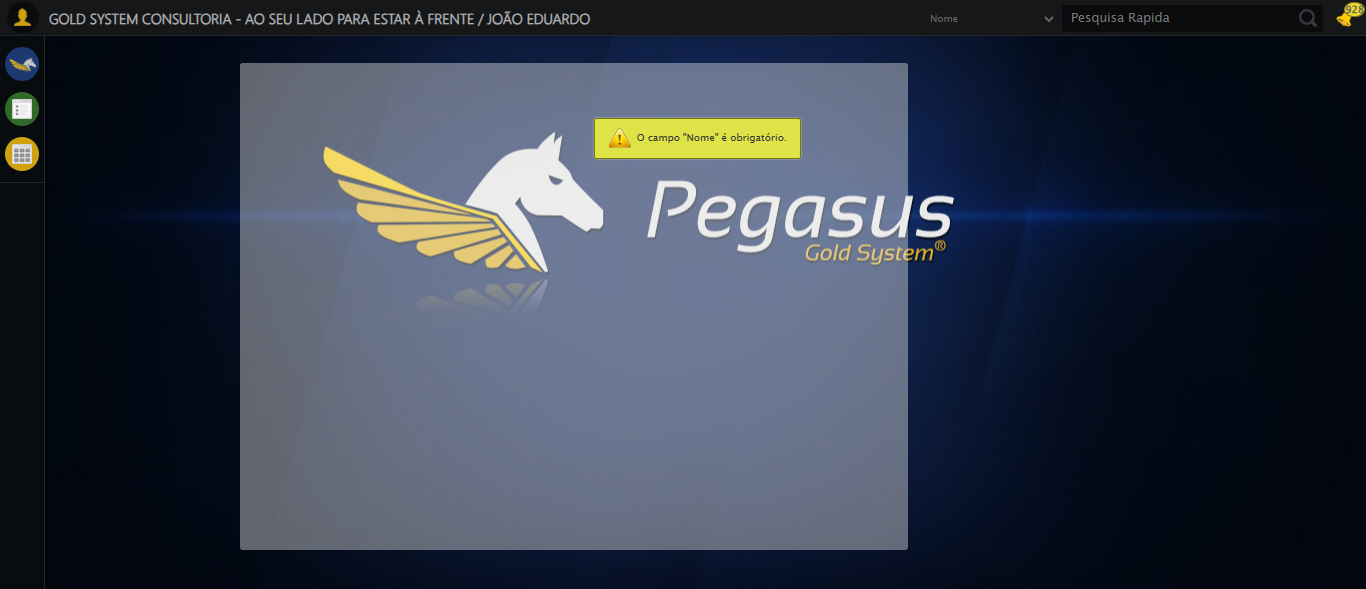 GOLD SYSTEM CONSULTORIA - AO SEU LADO PARA ESTAR À FRENTE / JOÃO EDUARDO
Nome
Pesquisa Rapida
928
O campo "Nome" é obrigatório.
Pegasus
Gold System®